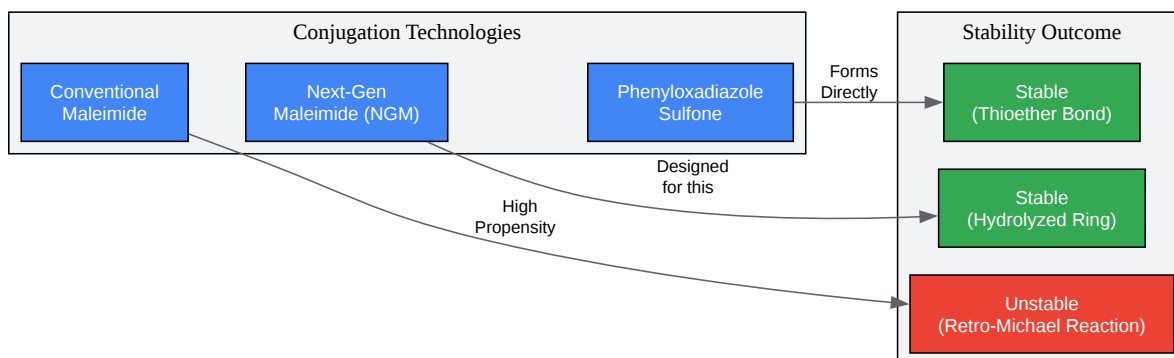 Conjugation Technologies
Conventional
Maleimide
Next-Gen
Maleimide (NGM)
Phenyloxadiazole
Sulfone
Forms
Directly
Designed
for this
High
Propensity
Stability Outcome
Stable
(Thioether Bond)
Stable
(Hydrolyzed Ring)
Unstable
(Retro-Michael Reaction)